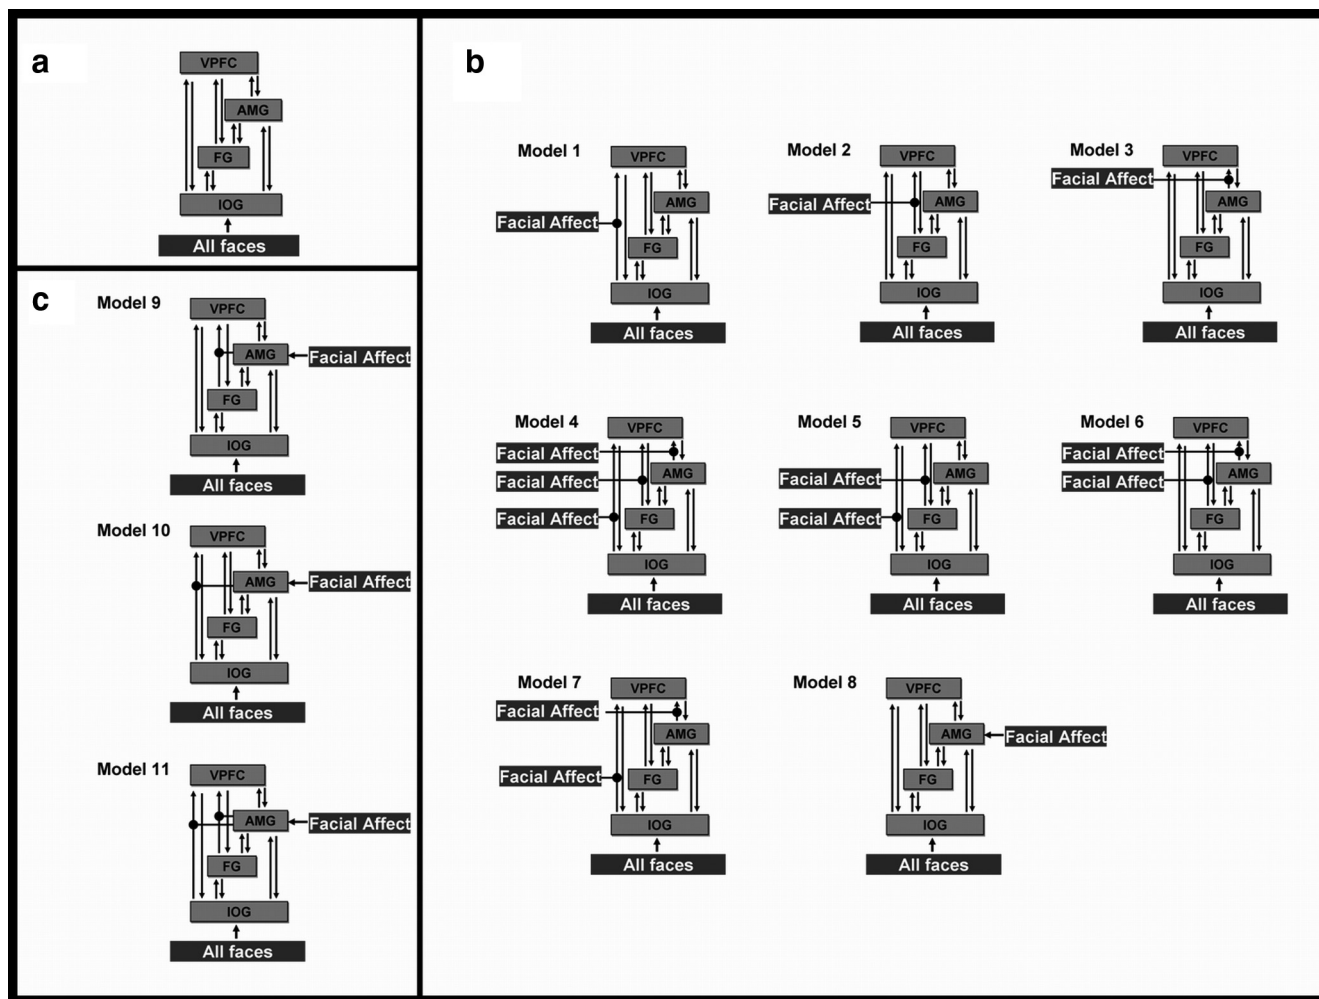 a
VPFC
AMG
FG
IOG
All faces
b
Model 1
VPFC
Facial Affect
AMG
FG
IOG
All faces
Model 2
VPFC
Facial Affect
AMG
FG
IOG
All faces
Model 3
VPFC
Facial Affect
AMG
FG
IOG
All faces
Model 4
VPFC
Facial Affect
AMG
Facial Affect
Facial Affect
FG
IOG
All faces
Model 5
VPFC
AMG
Facial Affect
Facial Affect
FG
IOG
All faces
Model 6
VPFC
Facial Affect
AMG
Facial Affect
FG
IOG
All faces
Model 7
VPFC
Facial Affect
AMG
Facial Affect
FG
IOG
All faces
Model 8
VPFC
AMG
Facial Affect
FG
IOG
All faces
c
Model 9
VPFC
AMG
Facial Affect
FG
IOG
All faces
Model 10
VPFC
AMG
Facial Affect
FG
IOG
All faces
Model 11
VPFC
AMG
Facial Affect
FG
IOG
All faces